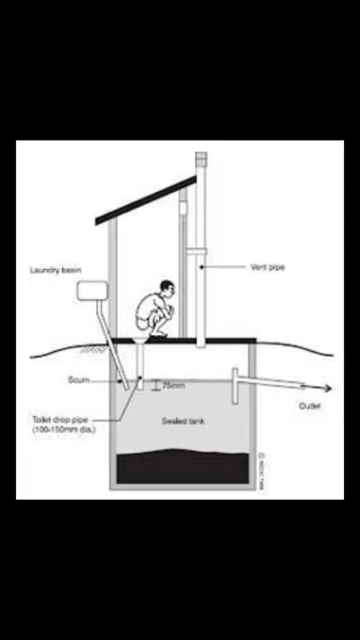 Laundry basin
Vent pipe
Scum
75mm
Toilet drop pipe
(100-150mm dia.)
Sealed tank
Outlet